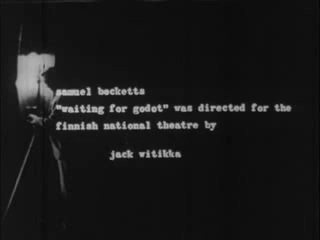 samuel becketts
"waiting for godot" was directed for the
finnish national theatre by
jack witikka